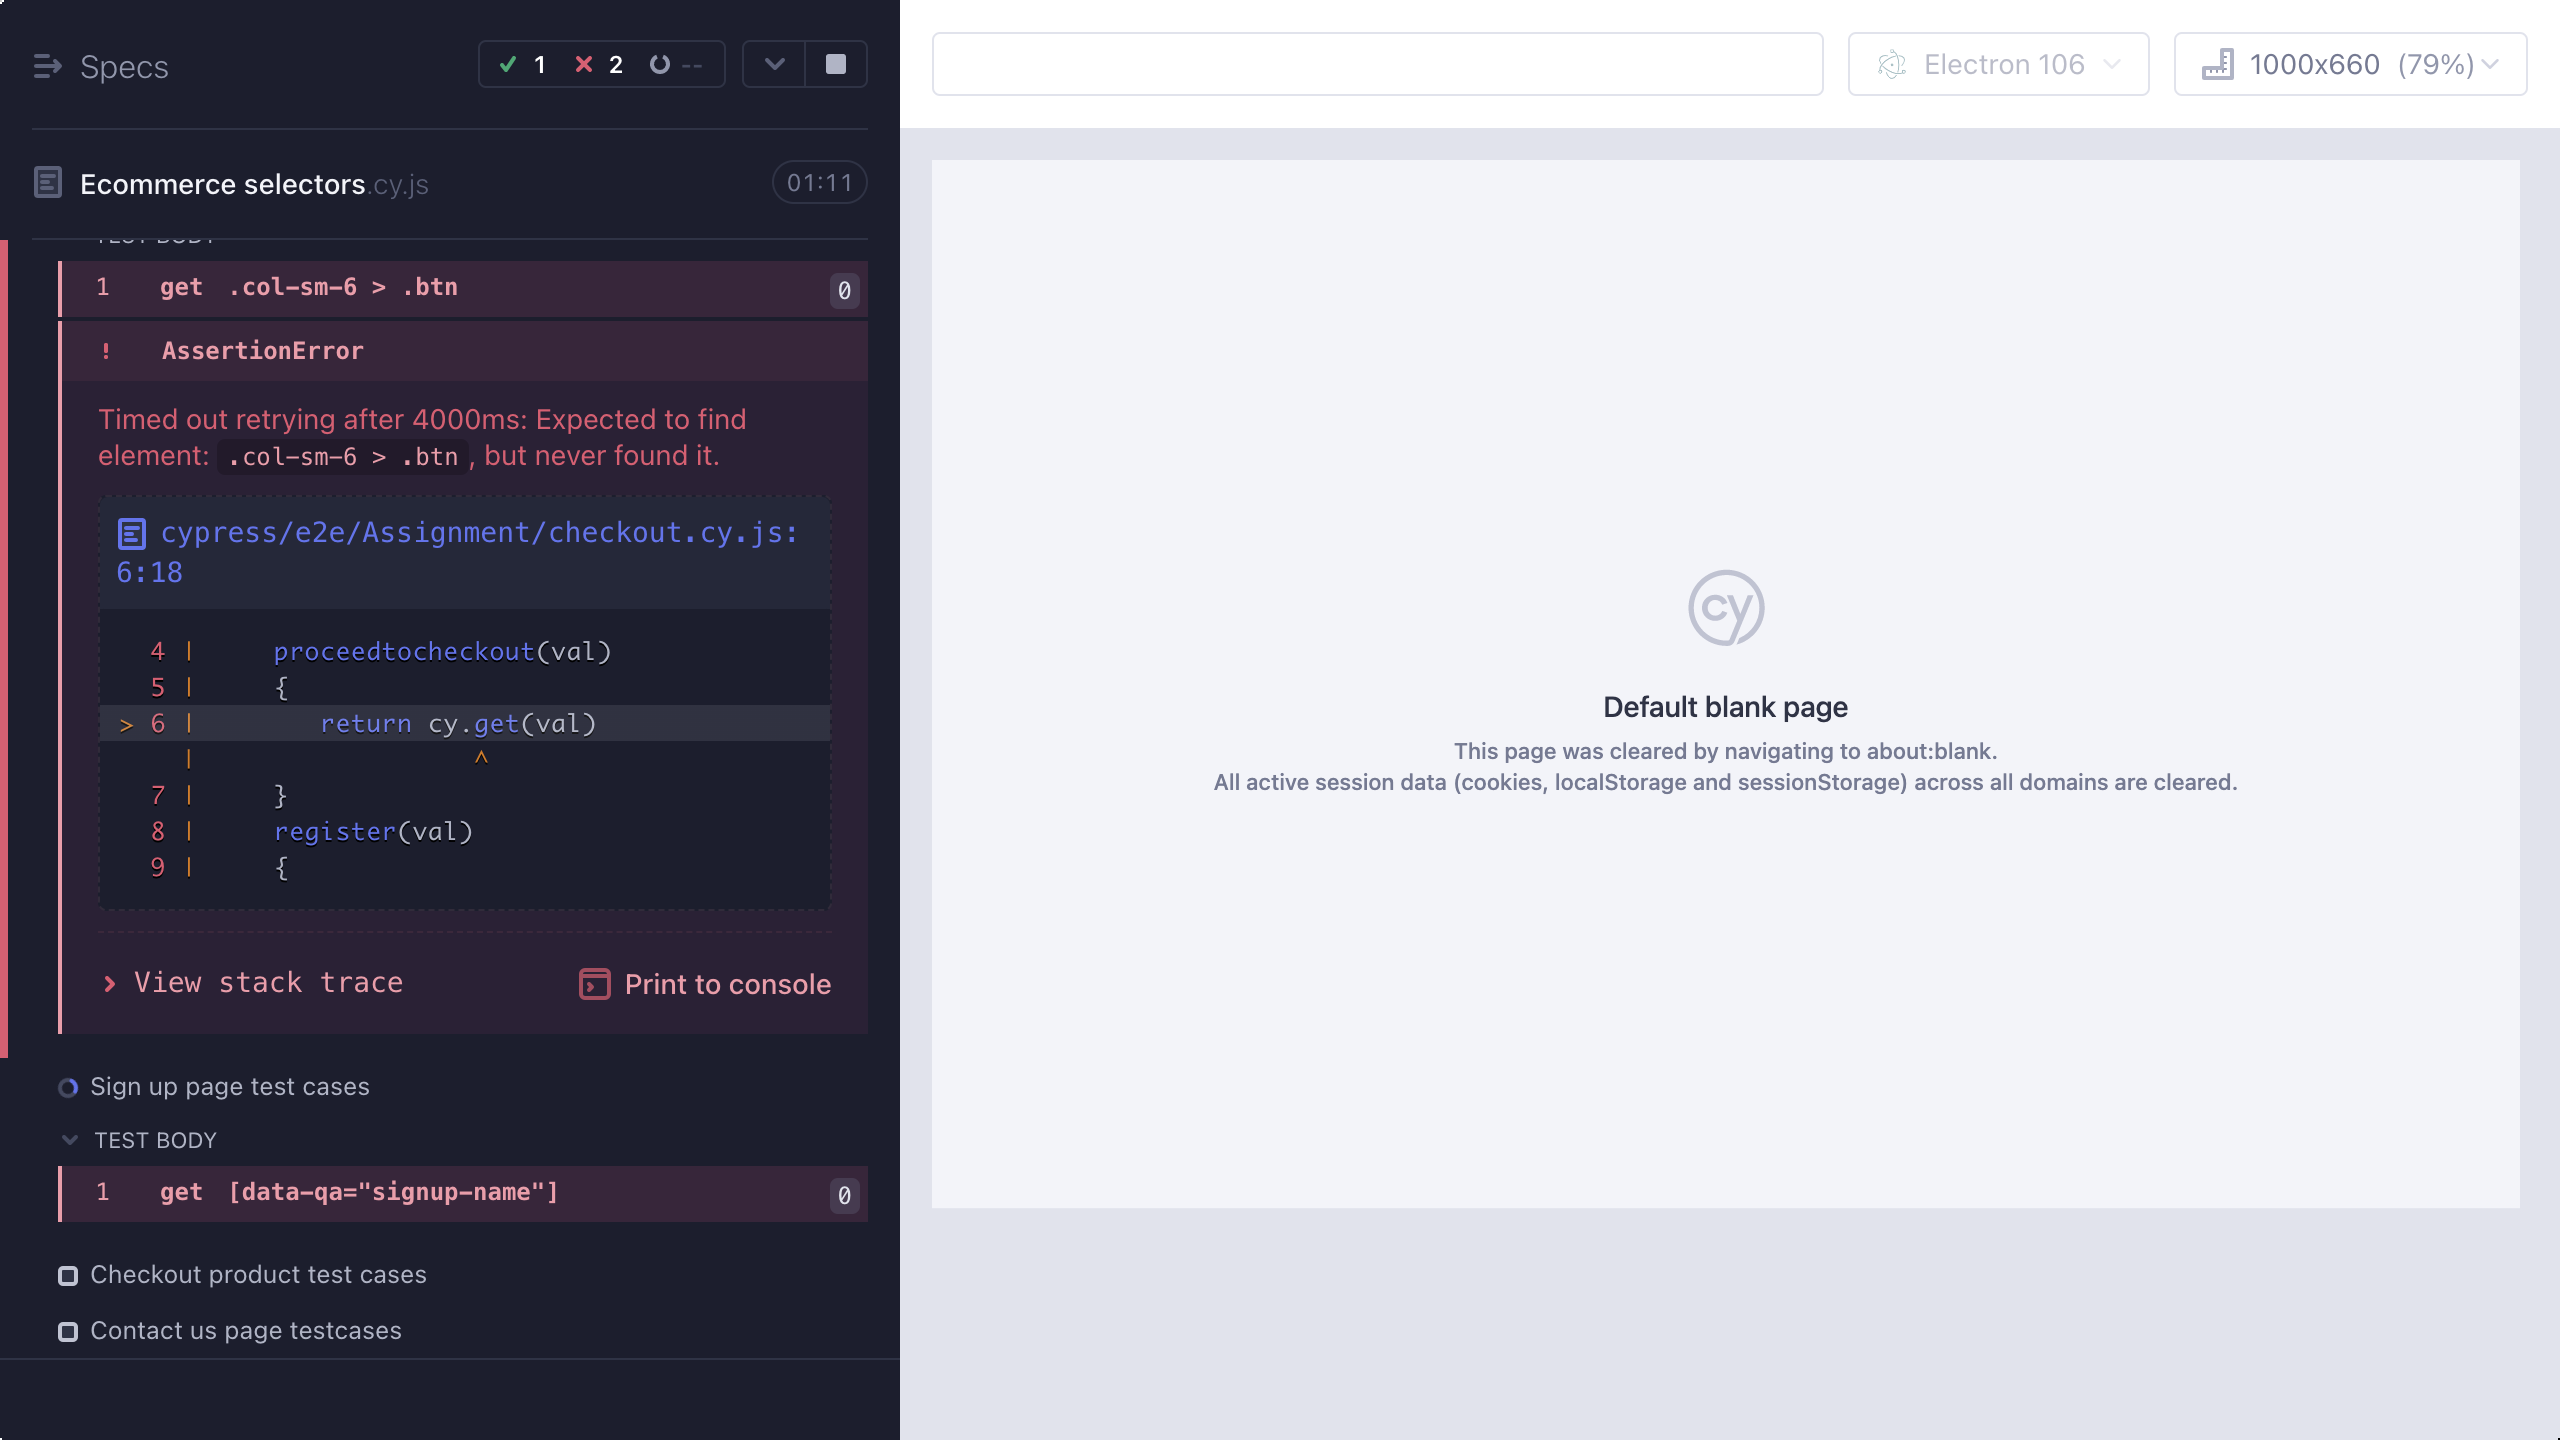 Specs
1 2 --
Ecommerce selectors.cy.js 01:11
TEST BODY
1 get .col-sm-6 > .btn 0
! AssertionError
Timed out retrying after 4000ms: Expected to find
element: .col-sm-6 > .btn, but never found it.
cypress/e2e/Assignment/checkout.cy.js:
6:18
4 | proceedtocheckout(val)
5 | {
> 6 | return cy.get(val)
| ^
7 | }
8 | register(val)
9 | {
View stack trace Print to console
Sign up page test cases
TEST BODY
1 get [data-qa="signup-name"] 0
Checkout product test cases
Contact us page testcases
Electron 106
1000x660 (79%)
cy
Default blank page
This page was cleared by navigating to about:blank.
All active session data (cookies, localStorage and sessionStorage) across all domains are cleared.